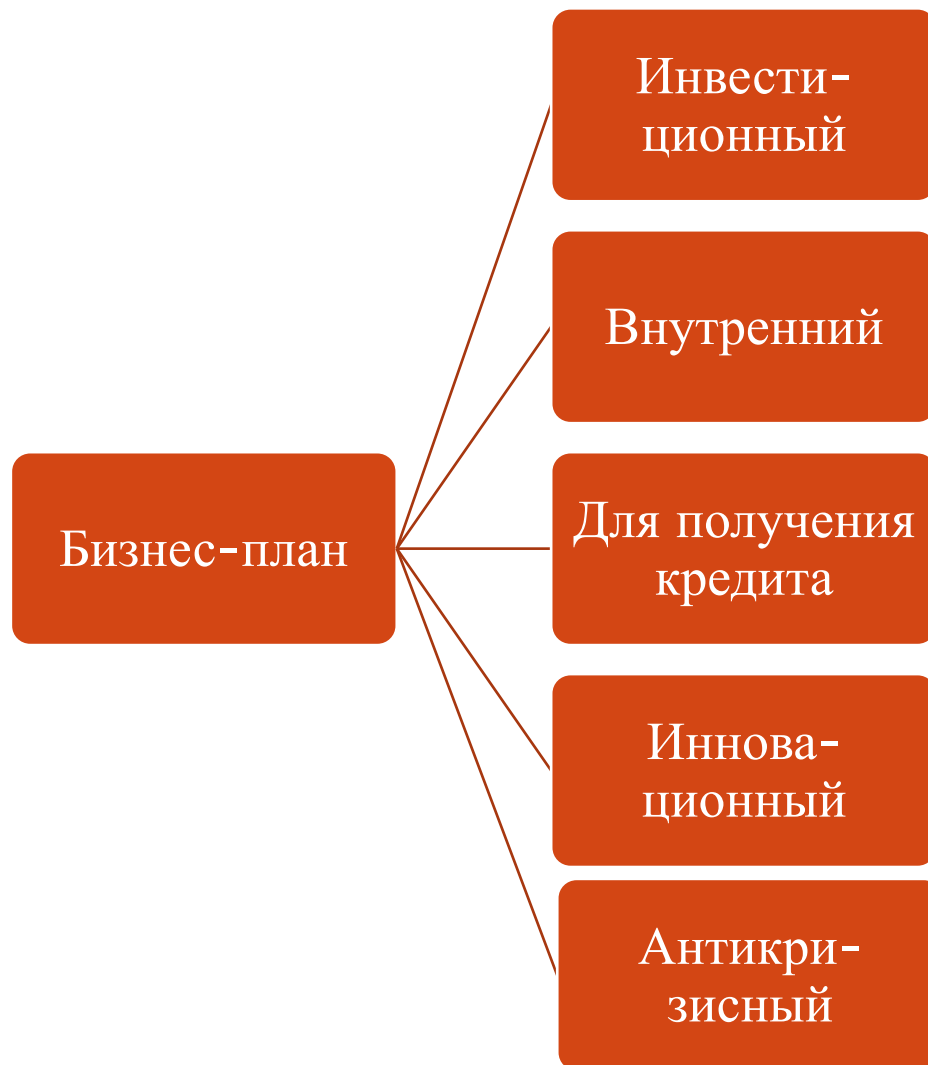 Инвести-
ционный
Внутренний
Бизнес-план
Для получения
кредита
Иннова-
ционный
Антикри-
зисный